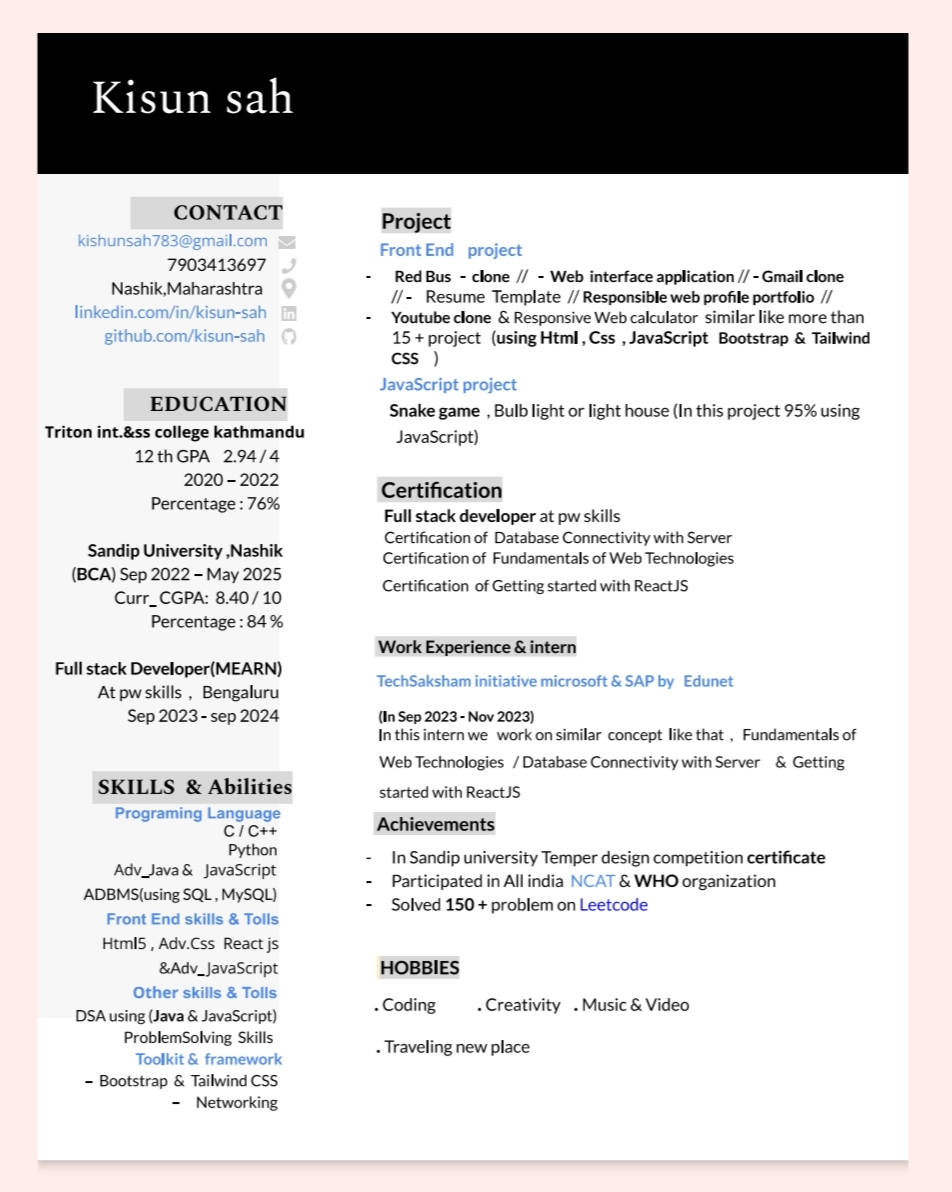 Kisun sah
CONTACT
kishunsah783@gmail.com
7903413697
Nashik,Maharashtra
linkedin.com/in/kisun-sah
github.com/kisun-sah
EDUCATION
Triton int.&ss college kathmandu
12 th GPA 2.94 / 4
2020 – 2022
Percentage : 76%
Sandip University ,Nashik
(BCA) Sep 2022 – May 2025
Curr_ CGPA: 8.40 / 10
Percentage : 84 %
Full stack Developer(MEARN)
At pw skills , Bengaluru
Sep 2023 - sep 2024
SKILLS & Abilities
Programing Language
C / C++
Python
Adv_Java & JavaScript
ADBMS(using SQL , MySQL)
Front End skills & Tolls
Html5 , Adv.Css React js
&Adv_JavaScript
Other skills & Tolls
DSA using (Java & JavaScript)
ProblemSolving Skills
Toolkit & framework
– Bootstrap & Tailwind CSS
– Networking
Project
Front End project
- Red Bus - clone // - Web interface application // - Gmail clone
// - Resume Template // Responsible web profile portfolio //
- Youtube clone & Responsive Web calculator similar like more than
15 + project (using Html , Css , JavaScript Bootstrap & Tailwind
CSS )
JavaScript project
Snake game , Bulb light or light house (In this project 95% using
JavaScript)
Certification
Full stack developer at pw skills
Certification of Database Connectivity with Server
Certification of Fundamentals of Web Technologies
Certification of Getting started with ReactJS
Work Experience & intern
TechSaksham initiative microsoft & SAP by Edunet
(In Sep 2023 - Nov 2023)
In this intern we work on similar concept like that , Fundamentals of
Web Technologies / Database Connectivity with Server & Getting
started with ReactJS
Achievements
- In Sandip university Temper design competition certificate
- Participated in All india NCAT & WHO organization
- Solved 150 + problem on Leetcode
HOBBIES
. Coding . Creativity . Music & Video
. Traveling new place